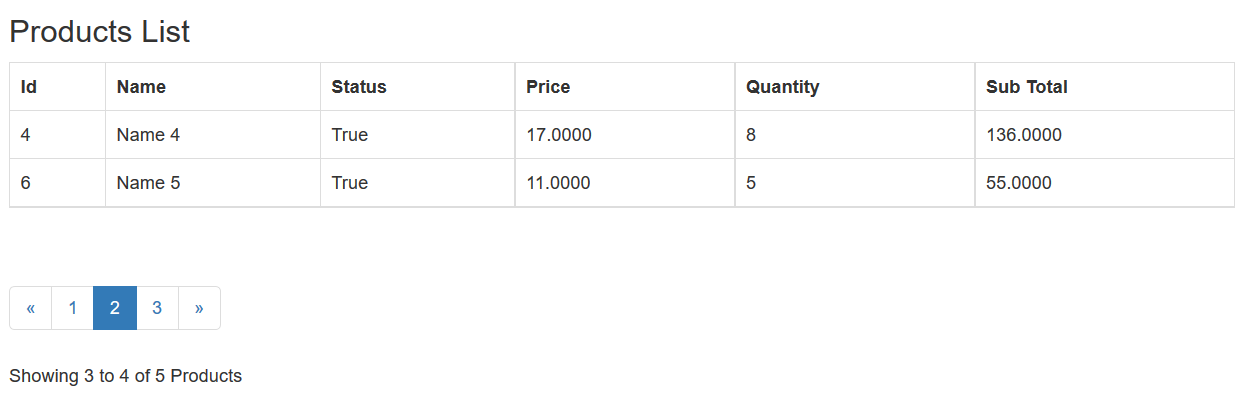 Products List
Id Name Status Price Quantity Sub Total
4 Name 4 True 17.0000 8 136.0000
6 Name 5 True 11.0000 5 55.0000
« 1 2 3 »
Showing 3 to 4 of 5 Products